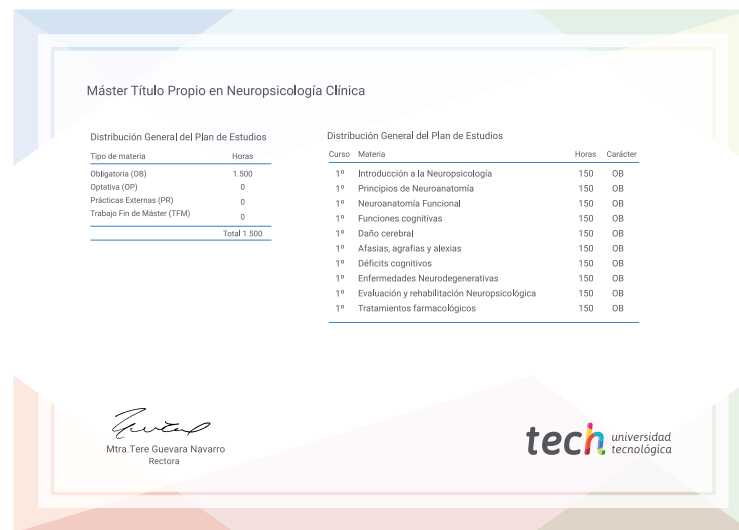 Máster Título Propio en Neuropsicología Clínica
Distribución General del Plan de Estudios
Tipo de materia Horas
Obligatoria (OB) 1.500
Optativa (OP) 0
Prácticas Externas (PR) 0
Trabajo Fin de Máster (TFM) 0
Total 1.500
Distribución General del Plan de Estudios
Curso Materia Horas Carácter
1º Introducción a la Neuropsicología 150 OB
1º Principios de Neuroanatomía 150 OB
1º Neuroanatomía Funcional 150 OB
1º Funciones cognitivas 150 OB
1º Daño cerebral 150 OB
1º Afasias, agrafias y alexias 150 OB
1º Déficits cognitivos 150 OB
1º Enfermedades Neurodegenerativas 150 OB
1º Evaluación y rehabilitación Neuropsicológica 150 OB
1º Tratamientos farmacológicos 150 OB
Mtra.Tere Guevara Navarro
Rectora
tech universidad
tecnológica